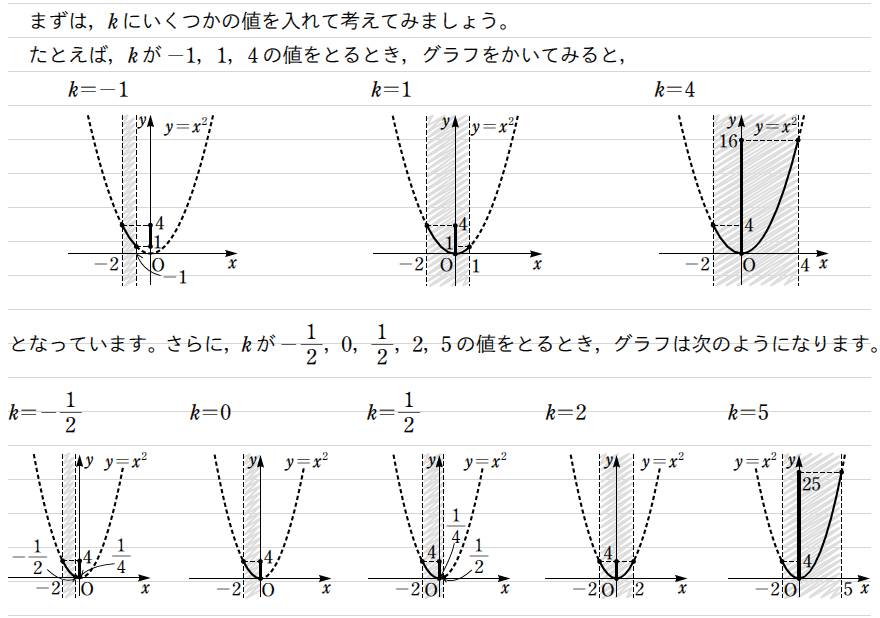 まずは，kにいくつかの値を入れて考えてみましょう。
たとえば，kが −1，1，4の値をとるとき，グラフをかいてみると，
k=−1
y
y=x²
4
1
−2
O
−1
x
k=1
y
y=x²
4
1
−2
O
1
x
k=4
y
y=x²
16
4
−2
O
4
x
となっています。さらに，kが −1/2，0，1/2，2，5の値をとるとき，グラフは次のようになります。
k=−1/2
y
y=x²
−1/2
4
1/4
−2
O
x
k=0
y
y=x²
4
−2
O
x
k=1/2
y
y=x²
4
1/4
1/2
−2
O
x
k=2
y
y=x²
4
−2
O
2
x
k=5
y=x²
y
25
4
−2
O
5
x